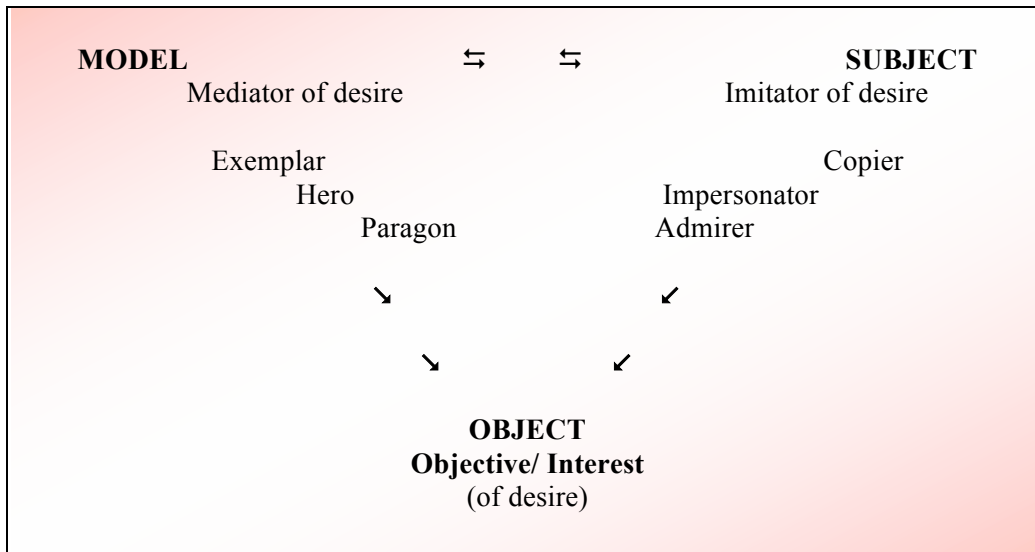 MODEL ⇆ ⇆ SUBJECT
Mediator of desire Imitator of desire
Exemplar Copier
Hero Impersonator
Paragon Admirer
➘ ➘
OBJECT
Objective/ Interest
(of desire)